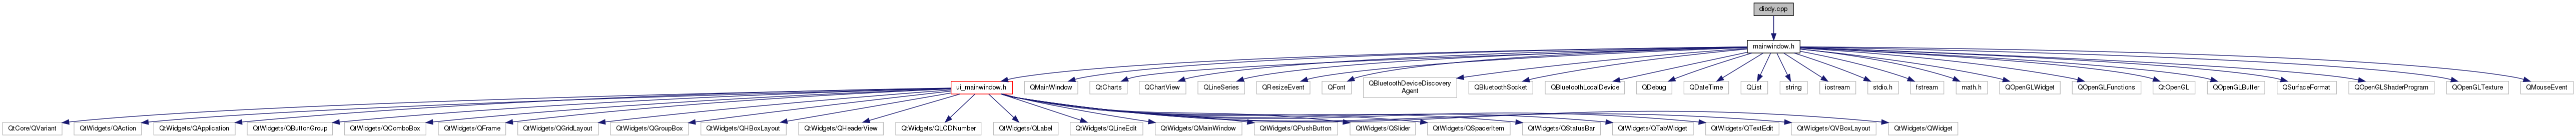 diody.cpp
mainwindow.h
ui_mainwindow.h
QMainWindow
QtCharts
QChartView
QLineSeries
QResizeEvent
QFont
QBluetoothDeviceDiscovery
Agent
QBluetoothSocket
QBluetoothLocalDevice
QDebug
QDateTime
QList
string
iostream
stdio.h
fstream
math.h
QOpenGLWidget
QOpenGLFunctions
QtOpenGL
QOpenGLBuffer
QSurfaceFormat
QOpenGLShaderProgram
QOpenGLTexture
QMouseEvent
QtCore/QVariant
QtWidgets/QAction
QtWidgets/QApplication
QtWidgets/QButtonGroup
QtWidgets/QComboBox
QtWidgets/QFrame
QtWidgets/QGridLayout
QtWidgets/QGroupBox
QtWidgets/QHBoxLayout
QtWidgets/QHeaderView
QtWidgets/QLCDNumber
QtWidgets/QLabel
QtWidgets/QLineEdit
QtWidgets/QMainWindow
QtWidgets/QPushButton
QtWidgets/QSlider
QtWidgets/QSpacerItem
QtWidgets/QStatusBar
QtWidgets/QTabWidget
QtWidgets/QTextEdit
QtWidgets/QVBoxLayout
QtWidgets/QWidget